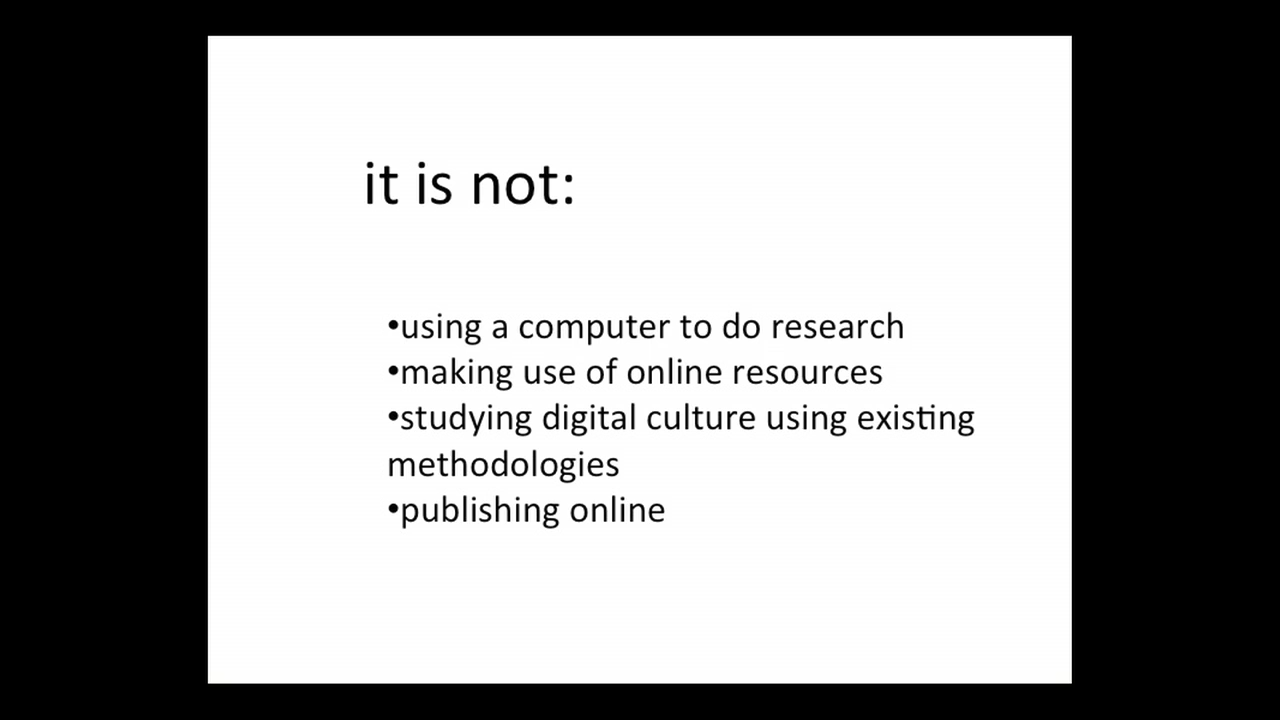 it is not:
•using a computer to do research
•making use of online resources
•studying digital culture using existing
methodologies
•publishing online